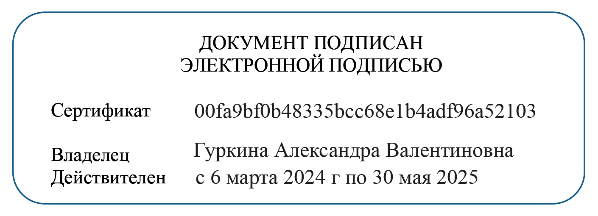 ДОКУМЕНТ ПОДПИСАН
ЭЛЕКТРОННОЙ ПОДПИСЬЮ
Сертификат 00fa9bf0b48335bcc68e1b4adf96a52103
Владелец Гуркина Александра Валентиновна
Действителен с 6 марта 2024 г по 30 мая 2025